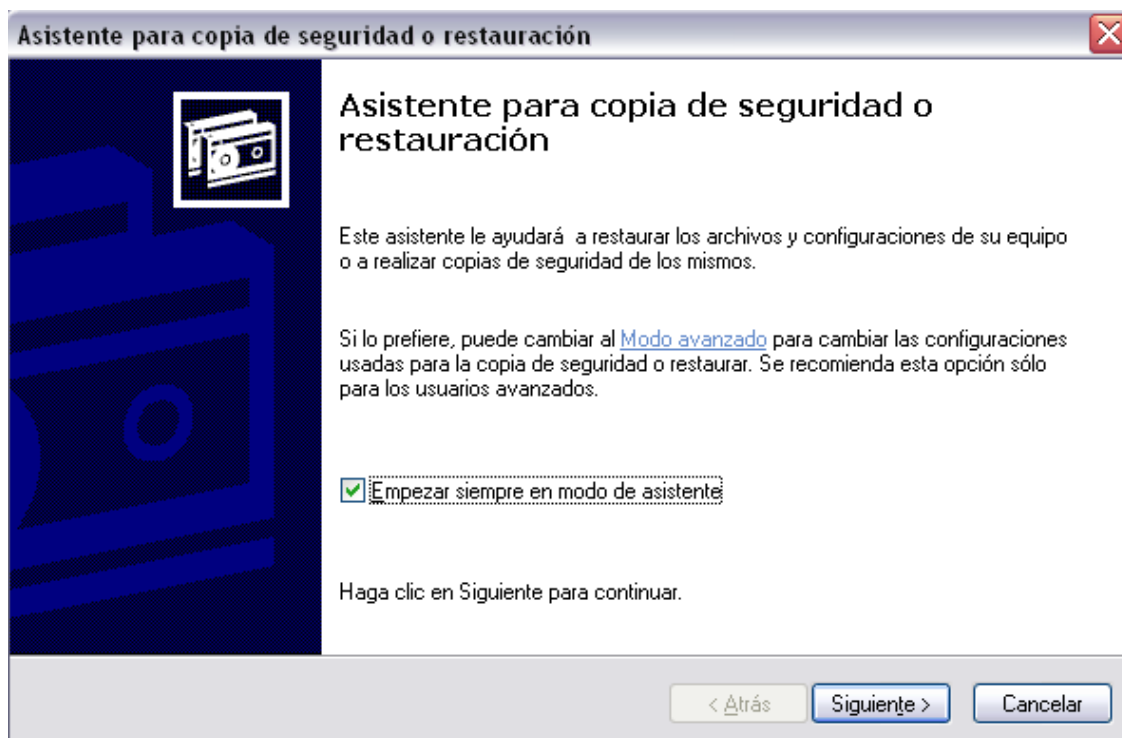 Asistente para copia de seguridad o restauración
Asistente para copia de seguridad o
restauración
Este asistente le ayudará  a restaurar los archivos y configuraciones de su equipo
o a realizar copias de seguridad de los mismos.
Si lo prefiere, puede cambiar al Modo avanzado para cambiar las configuraciones
usadas para la copia de seguridad o restaurar. Se recomienda esta opción sólo
para los usuarios avanzados.
Empezar siempre en modo de asistente
Haga clic en Siguiente para continuar.
< Atrás Siguiente > Cancelar